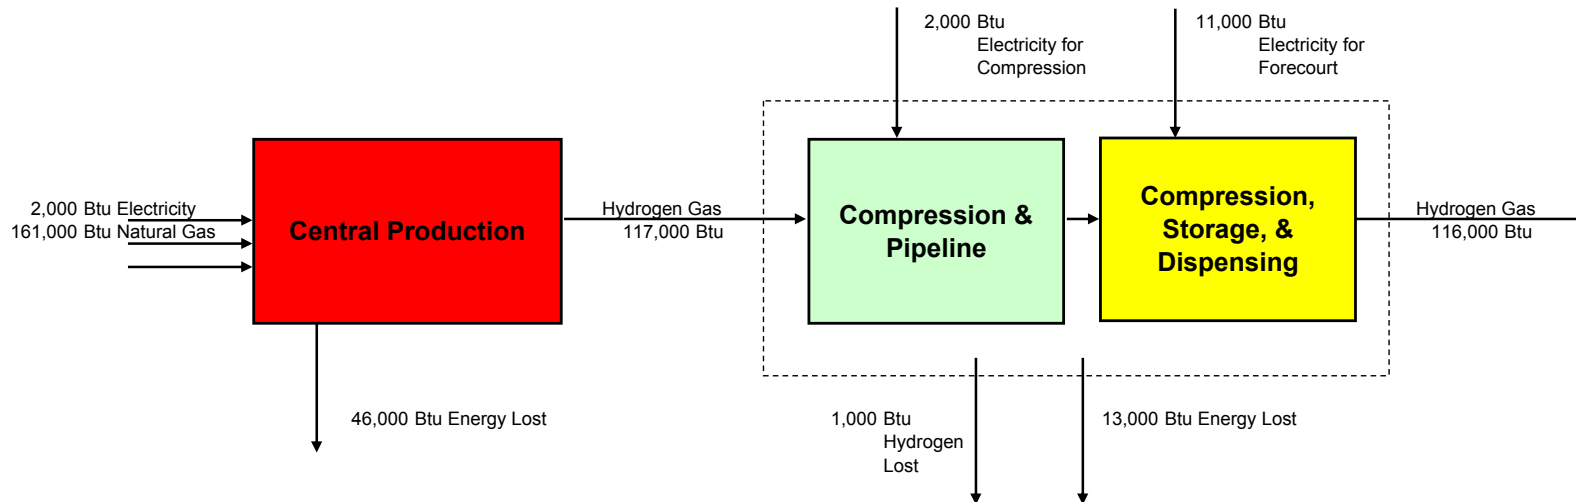 2,000 Btu
Electricity for
Compression
11,000 Btu
Electricity for
Forecourt
2,000 Btu Electricity
161,000 Btu Natural Gas
Central Production
Hydrogen Gas
117,000 Btu
Compression &
Pipeline
Compression,
Storage, &
Dispensing
Hydrogen Gas
116,000 Btu
46,000 Btu Energy Lost
1,000 Btu
Hydrogen
Lost
13,000 Btu Energy Lost